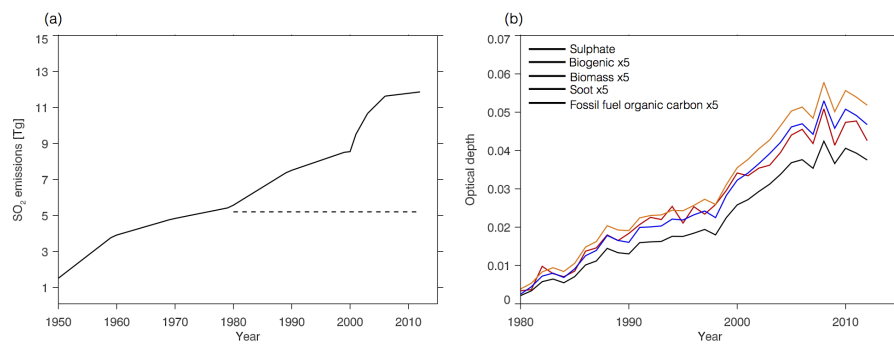 (a)
15
13
11
9
7
5
3
1
SO2 emissions [Tg]
1950 1960 1970 1980 1990 2000 2010
Year
(b)
0.07
0.06
0.05
0.04
0.03
0.02
0.01
0
Optical depth
Sulphate
Biogenic x5
Biomass x5
Soot x5
Fossil fuel organic carbon x5
1980 1990 2000 2010
Year